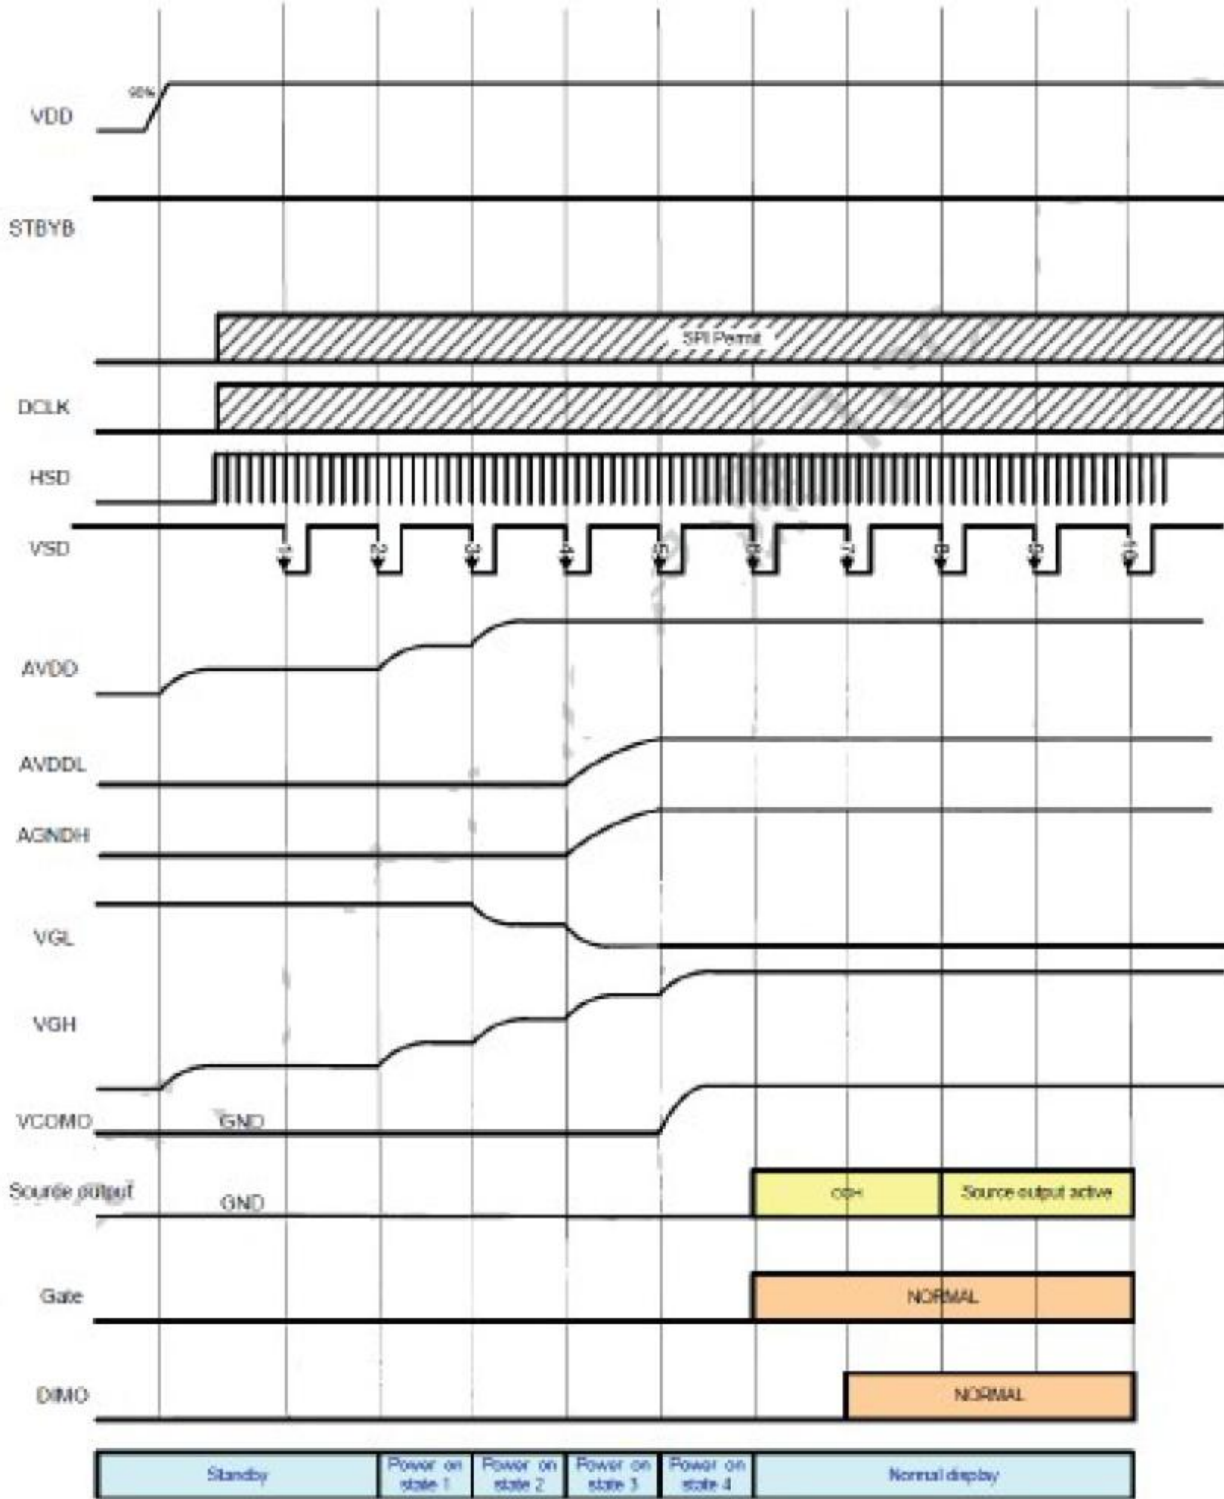 90%
VDD
STBYB
SPI Permit
DCLK
HSD
VSD
1 2 3 4 5 6 7 8 9 10
AVDD
AVDDL
AGNDH
VGL
VGH
VCOMO
GND
Source output
GND
Source output active
Gate
NORMAL
DIMO
NORMAL
Standby
Power on state 1
Power on state 2
Power on state 3
Power on state 4
Normal display